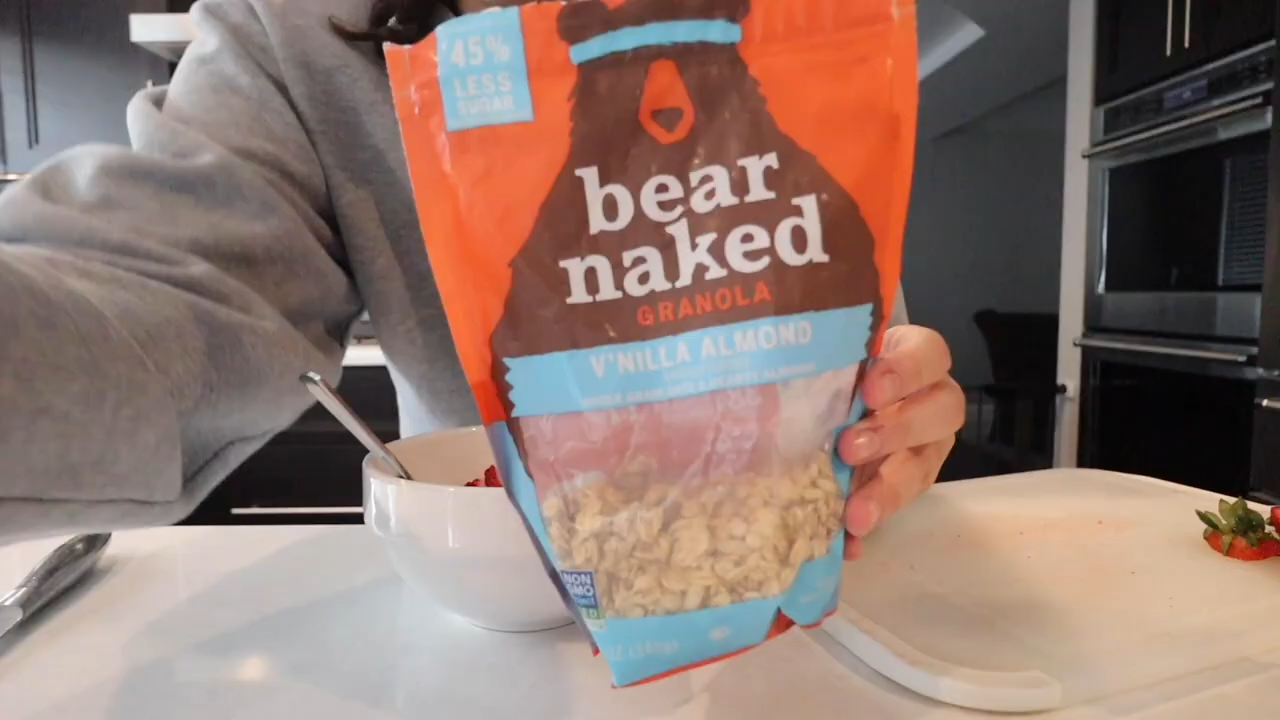 45%
LESS
SUGAR
bear
naked
GRANOLA
V'NILLA ALMOND
NON
GMO